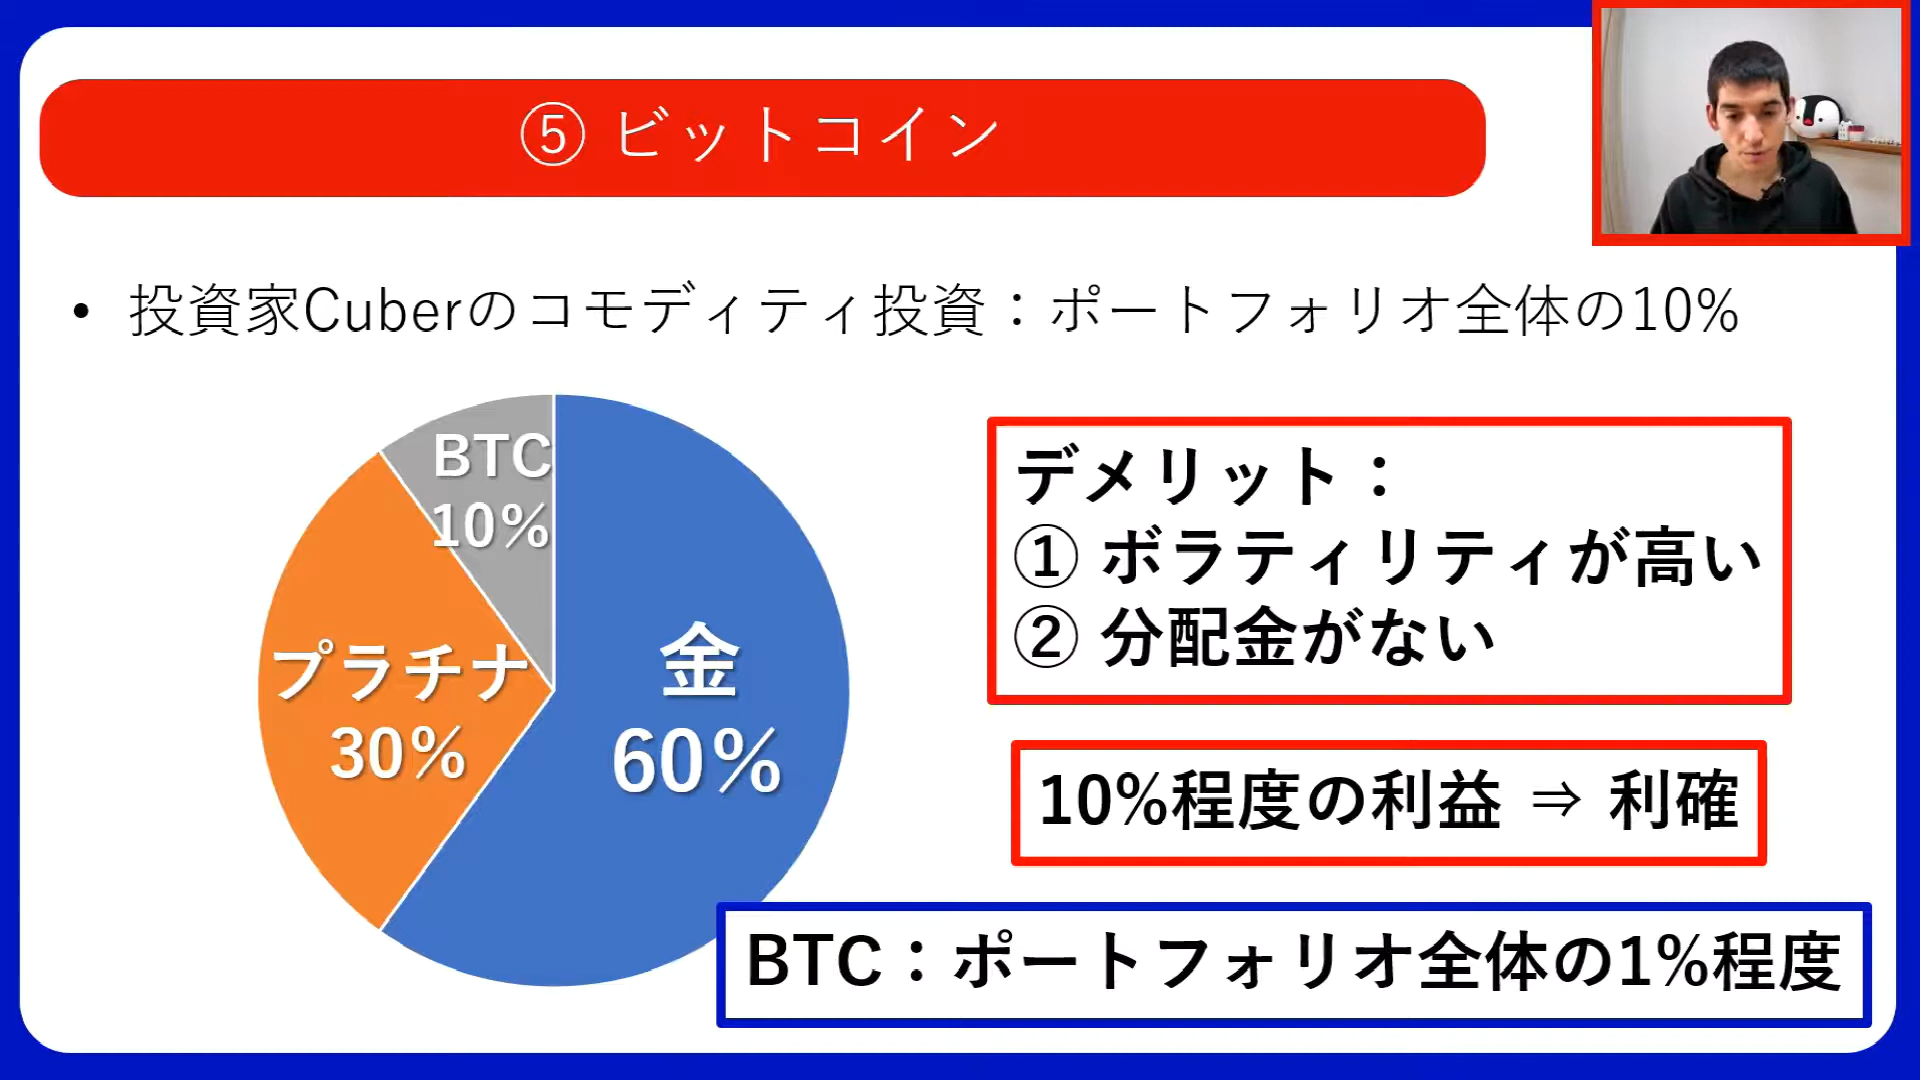 ⑤ ビットコイン
• 投資家Cuberのコモディティ投資：ポートフォリオ全体の10%
BTC
10%
プラチナ
30%
金
60%
デメリット：
① ボラティリティが高い
② 分配金がない
10%程度の利益 ⇒ 利確
BTC：ポートフォリオ全体の1%程度